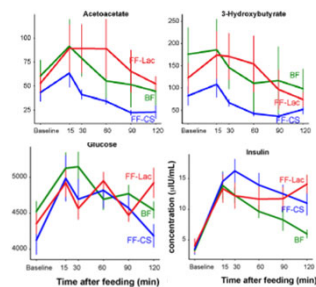 Acetoacetate
100
75
50
25
0
FF-Lac
BF
FF-CS
Baseline 15 30 60 90 120
3-Hydroxybutyrate
250
200
150
100
50
BF
FF-Lac
FF-CS
Baseline 15 30 60 90 120
Glucose
5000
4500
4000
FF-Lac
BF
FF-CS
Baseline 15 30 60 90 120
Time after feeding (min)
Insulin
concentration (µIU/mL)
20
15
10
5
0
FF-Lac
FF-CS
BF
Baseline 15 30 60 90 120
Time after feeding (min)